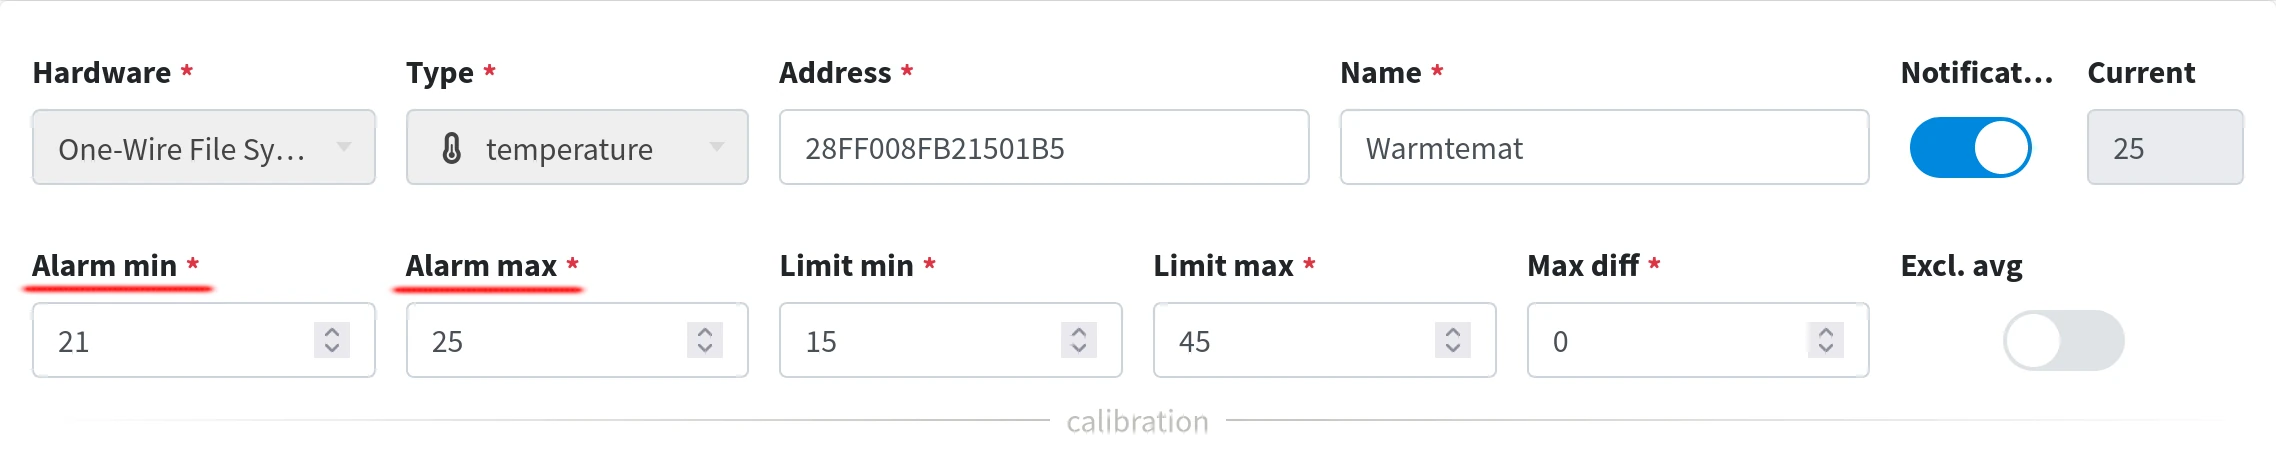 Hardware * Type * Address * Name * Notificat... Current
One-Wire File Sy... temperature 28FF008FB21501B5 Warmtemat 25
Alarm min * Alarm max * Limit min * Limit max * Max diff * Excl. avg
21 25 15 45 0
calibration